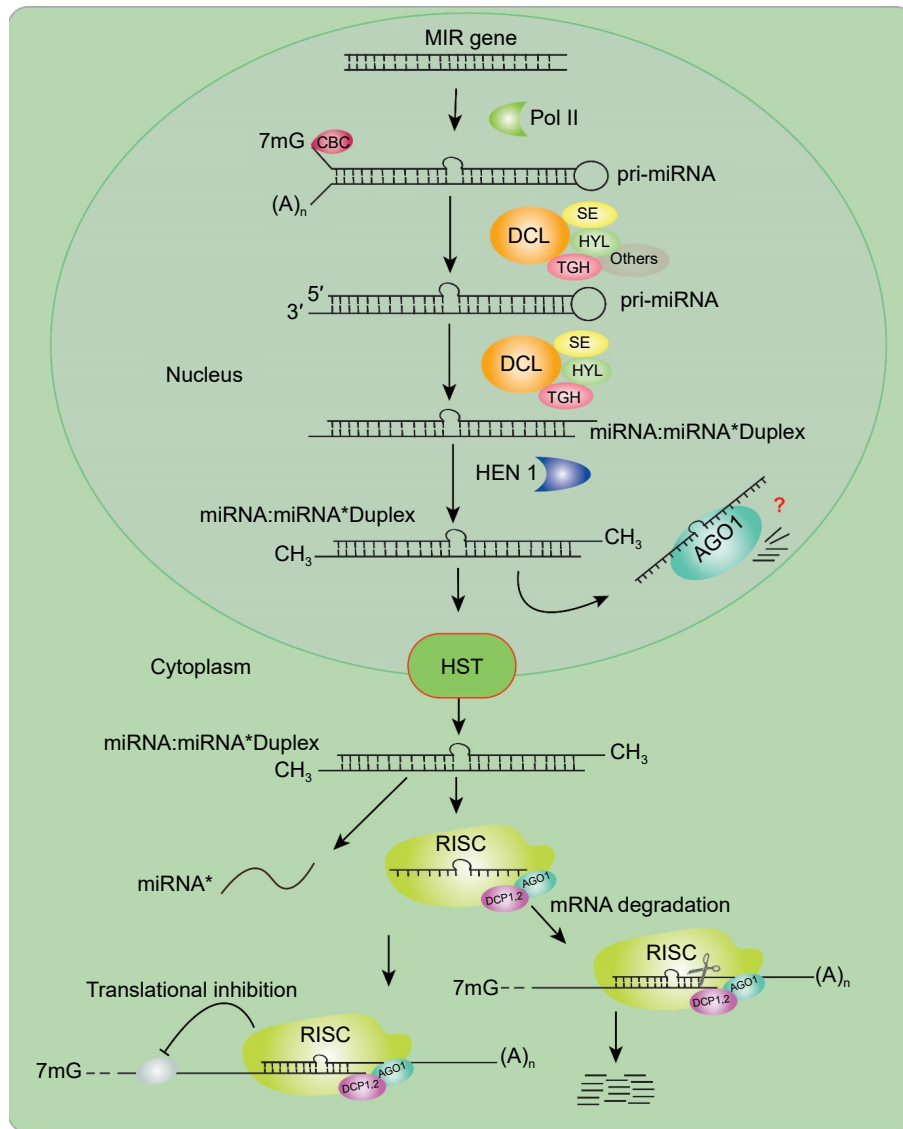 MIR gene
Pol II
7mG
CBC
pri-miRNA
(A)n
DCL
SE
HYL
TGH
Others
5′
3′
pri-miRNA
DCL
SE
HYL
TGH
Nucleus
miRNA:miRNA*Duplex
HEN 1
miRNA:miRNA*Duplex
CH3
CH3
AGO1
?
Cytoplasm
HST
miRNA:miRNA*Duplex
CH3
CH3
RISC
miRNA*
DCP1,2
AGO1
mRNA degradation
RISC
7mG
(A)n
DCP1,2
AGO1
Translational inhibition
RISC
7mG
(A)n
DCP1,2
AGO1